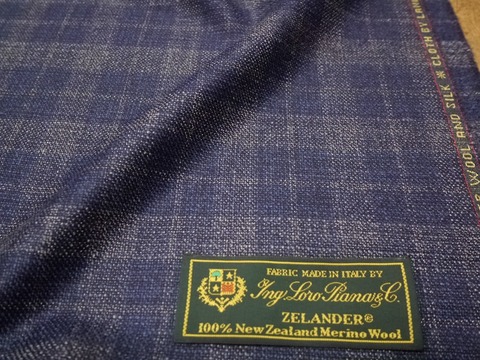 WOOL AND SILK ※ CLOTH BY
FABRIC MADE IN ITALY BY
Ing. Loro Piana & C.
ZELANDER®
100% New Zealand Merino Wool